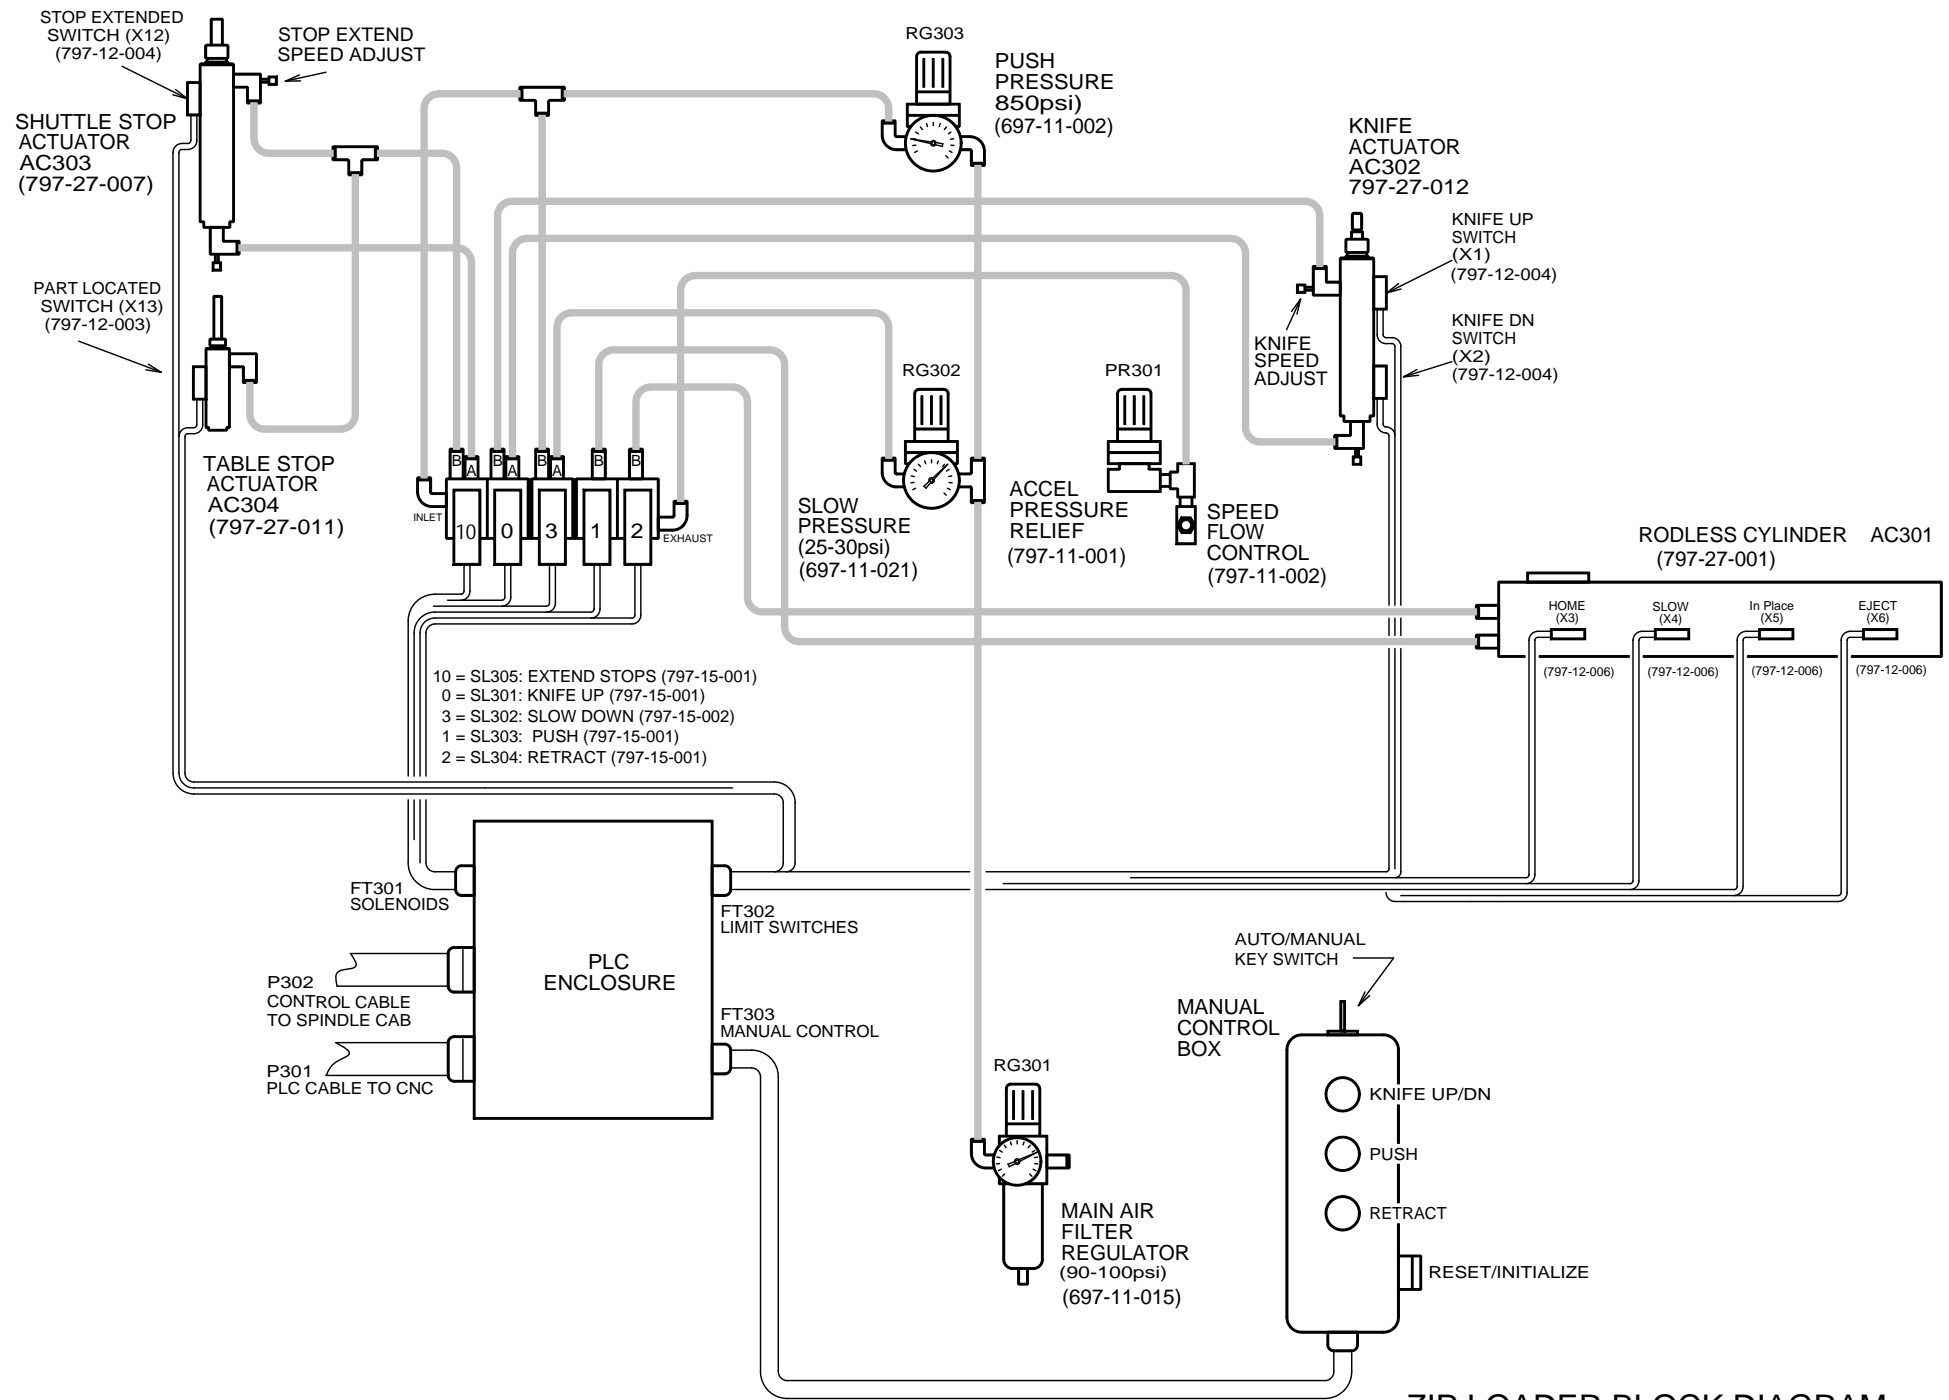 STOP EXTENDED
SWITCH (X12)
(797-12-004)
STOP EXTEND
SPEED ADJUST
SHUTTLE STOP
ACTUATOR
AC303
(797-27-007)
PART LOCATED
SWITCH (X13)
(797-12-003)
TABLE STOP
ACTUATOR
AC304
(797-27-011)
RG303
PUSH
PRESSURE
850psi)
(697-11-002)
KNIFE
ACTUATOR
AC302
797-27-012
KNIFE UP
SWITCH
(X1)
(797-12-004)
KNIFE DN
SWITCH
(X2)
(797-12-004)
KNIFE
SPEED
ADJUST
RG302
PR301
B A B A B A B B
INLET
10 0 3 1 2
EXHAUST
SLOW
PRESSURE
(25-30psi)
(697-11-021)
ACCEL
PRESSURE
RELIEF
(797-11-001)
SPEED
FLOW
CONTROL
(797-11-002)
RODLESS CYLINDER AC301
(797-27-001)
HOME
(X3)
(797-12-006)
SLOW
(X4)
(797-12-006)
In Place
(X5)
(797-12-006)
EJECT
(X6)
(797-12-006)
10 = SL305: EXTEND STOPS (797-15-001)
0 = SL301: KNIFE UP (797-15-001)
3 = SL302: SLOW DOWN (797-15-002)
1 = SL303: PUSH (797-15-001)
2 = SL304: RETRACT (797-15-001)
FT301
SOLENOIDS
FT302
LIMIT SWITCHES
PLC
ENCLOSURE
P302
CONTROL CABLE
TO SPINDLE CAB
FT303
MANUAL CONTROL
P301
PLC CABLE TO CNC
RG301
MAIN AIR
FILTER
REGULATOR
(90-100psi)
(697-11-015)
AUTO/MANUAL
KEY SWITCH
MANUAL
CONTROL
BOX
KNIFE UP/DN
PUSH
RETRACT
RESET/INITIALIZE
ZIP LOADER BLOCK DIAGRAM